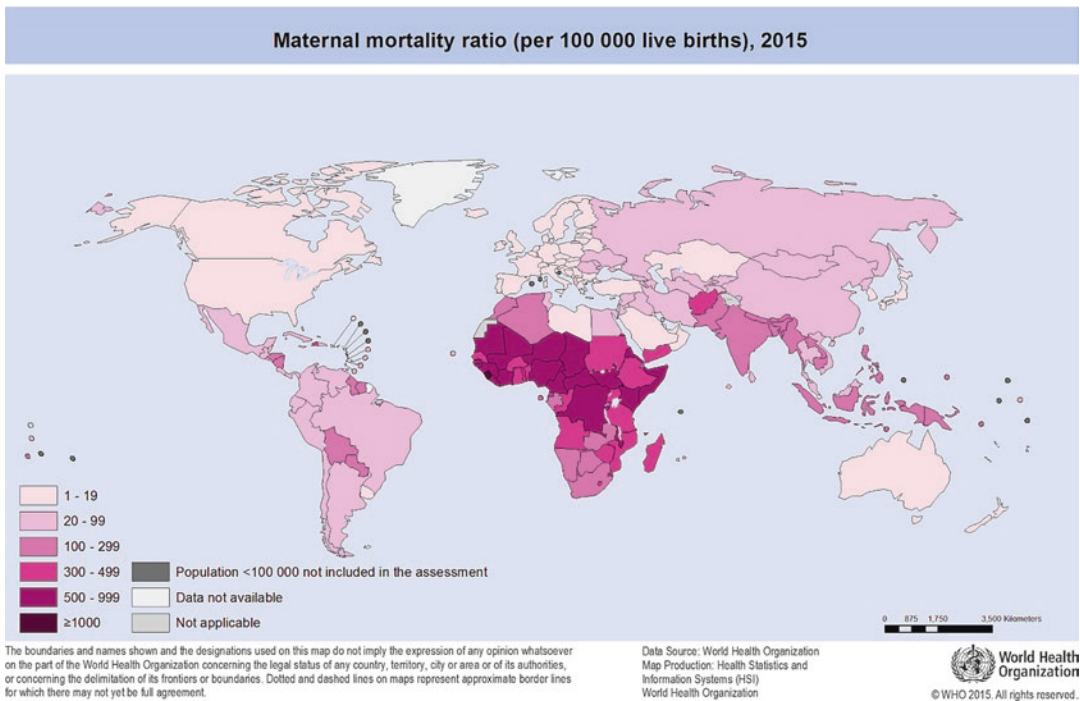 Maternal mortality ratio (per 100 000 live births), 2015
1 - 19
20 - 99
100 - 299
300 - 499
500 - 999
≥1000
Population <100 000 not included in the assessment
Data not available
Not applicable
0 875 1,750 3,500 Kilometers
The boundaries and names shown and the designations used on this map do not imply the expression of any opinion whatsoever
on the part of the World Health Organization concerning the legal status of any country, territory, city or area or of its authorities,
or concerning the delimitation of its frontiers or boundaries. Dotted and dashed lines on maps represent approximate border lines
for which there may not yet be full agreement.
Data Source: World Health Organization
Map Production: Health Statistics and
Information Systems (HSI)
World Health Organization
World Health
Organization
© WHO 2015. All rights reserved.